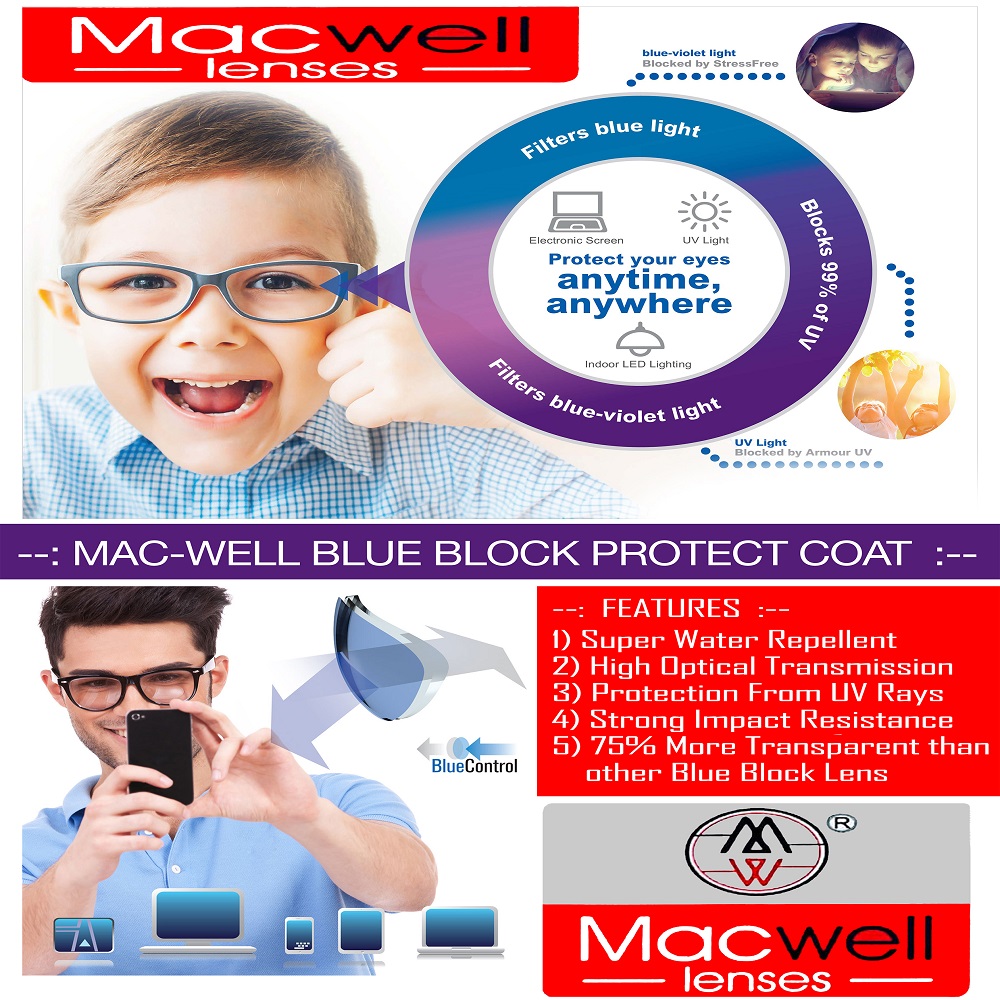 Macwell
lenses
blue-violet light
Blocked by StressFree
Filters blue light
Blocks 99% of UV
Filters blue-violet light
Electronic Screen
UV Light
Protect your eyes
anytime,
anywhere
Indoor LED Lighting
UV Light
Blocked by Armour UV
--: MAC-WELL BLUE BLOCK PROTECT COAT :--
BlueControl
--: FEATURES :--
1) Super Water Repellent
2) High Optical Transmission
3) Protection From UV Rays
4) Strong Impact Resistance
5) 75% More Transparent than
other Blue Block Lens
MW ®
Macwell
lenses